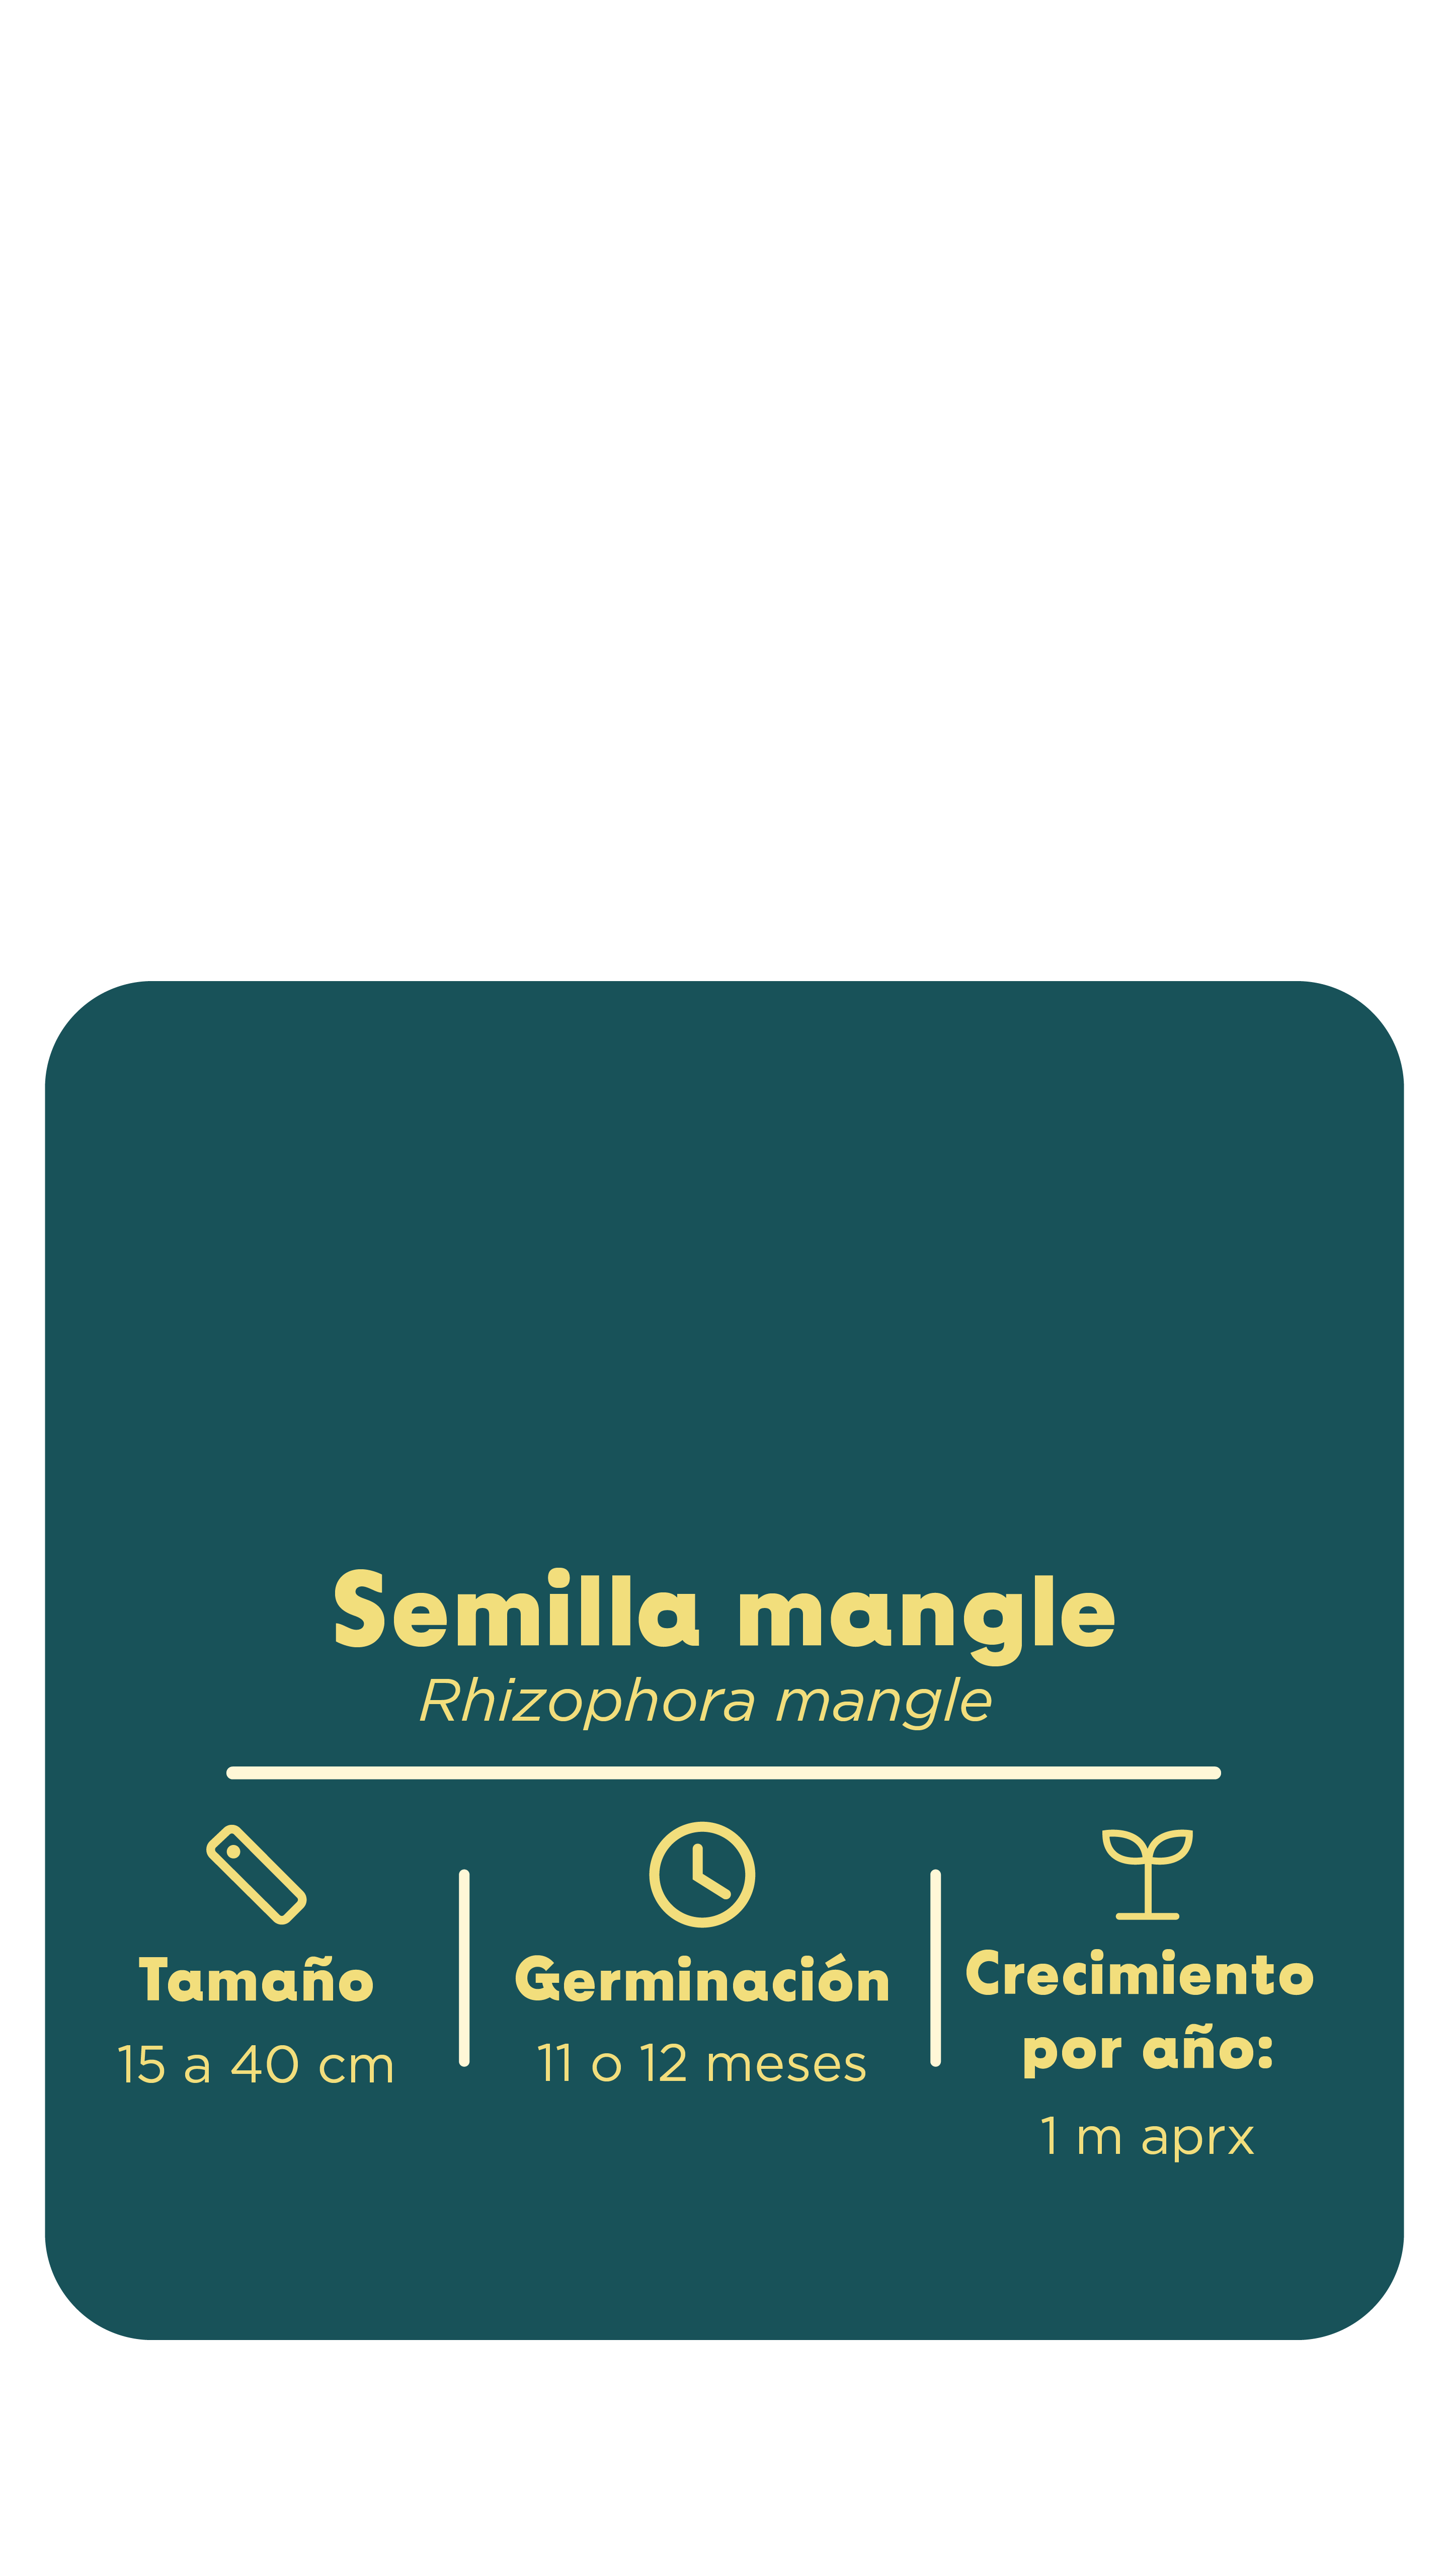 Semilla mangle
Rhizophora mangle
Tamaño
15 a 40 cm
Germinación
11 o 12 meses
Crecimiento
por año:
1 m aprx